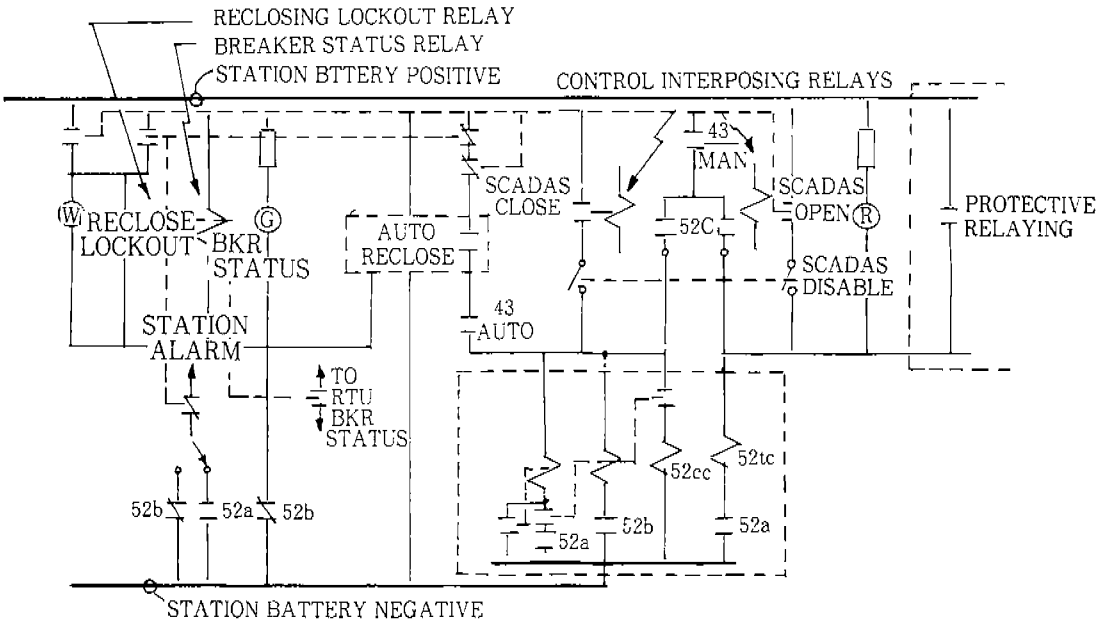 RECLOSING LOCKOUT RELAY
BREAKER STATUS RELAY
STATION BTTERY POSITIVE
CONTROL INTERPOSING RELAYS
43
MAN
SCADAS
CLOSE
SCADAS
OPEN
R
PROTECTIVE
RELAYING
W
RECLOSE
LOCKOUT
G
BKR
STATUS
AUTO
RECLOSE
52C
SCADAS
DISABLE
43
AUTO
STATION
ALARM
TO
RTU
BKR
STATUS
52cc
52tc
52b
52a
52b
52a
52b
52a
STATION BATTERY NEGATIVE